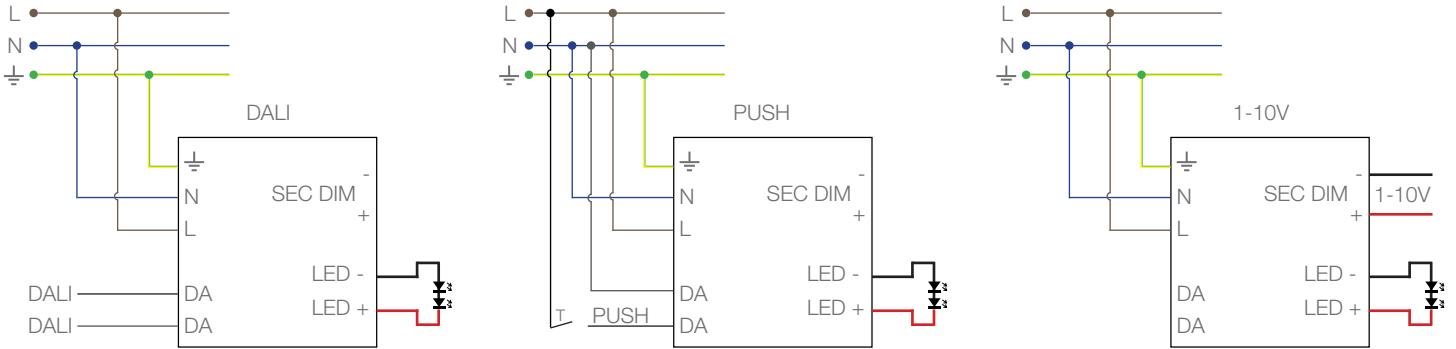 L
N
DALI
N
SEC DIM
-
+
L
LED -
LED +
DALI
DA
DALI
DA
L
N
PUSH
N
SEC DIM
-
+
L
LED -
LED +
DA
T
PUSH
DA
L
N
1-10V
N
SEC DIM
-
+
1-10V
L
LED -
LED +
DA
DA